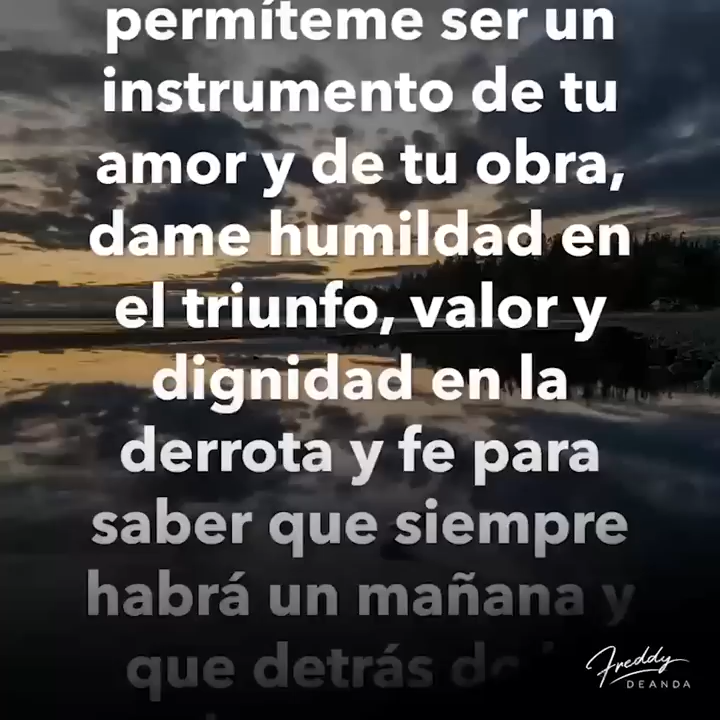 permíteme ser un
instrumento de tu
amor y de tu obra,
dame humildad en
el triunfo, valor y
dignidad en la
derrota y fe para
saber que siempre
habrá un mañana y
que detrás
Freddy
DEANDA